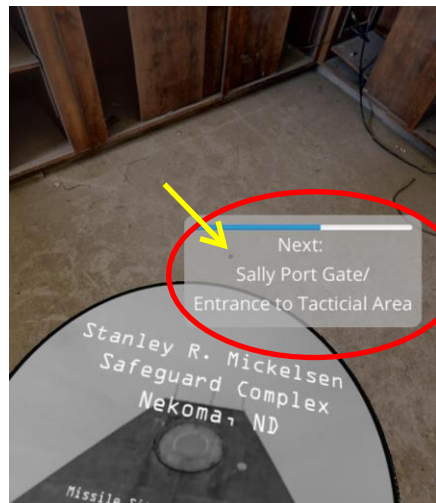 Next:
Sally Port Gate/
Entrance to Tacticial Area
Stanley R. Mickelsen
Safeguard Complex
Nekoma, ND
Missile